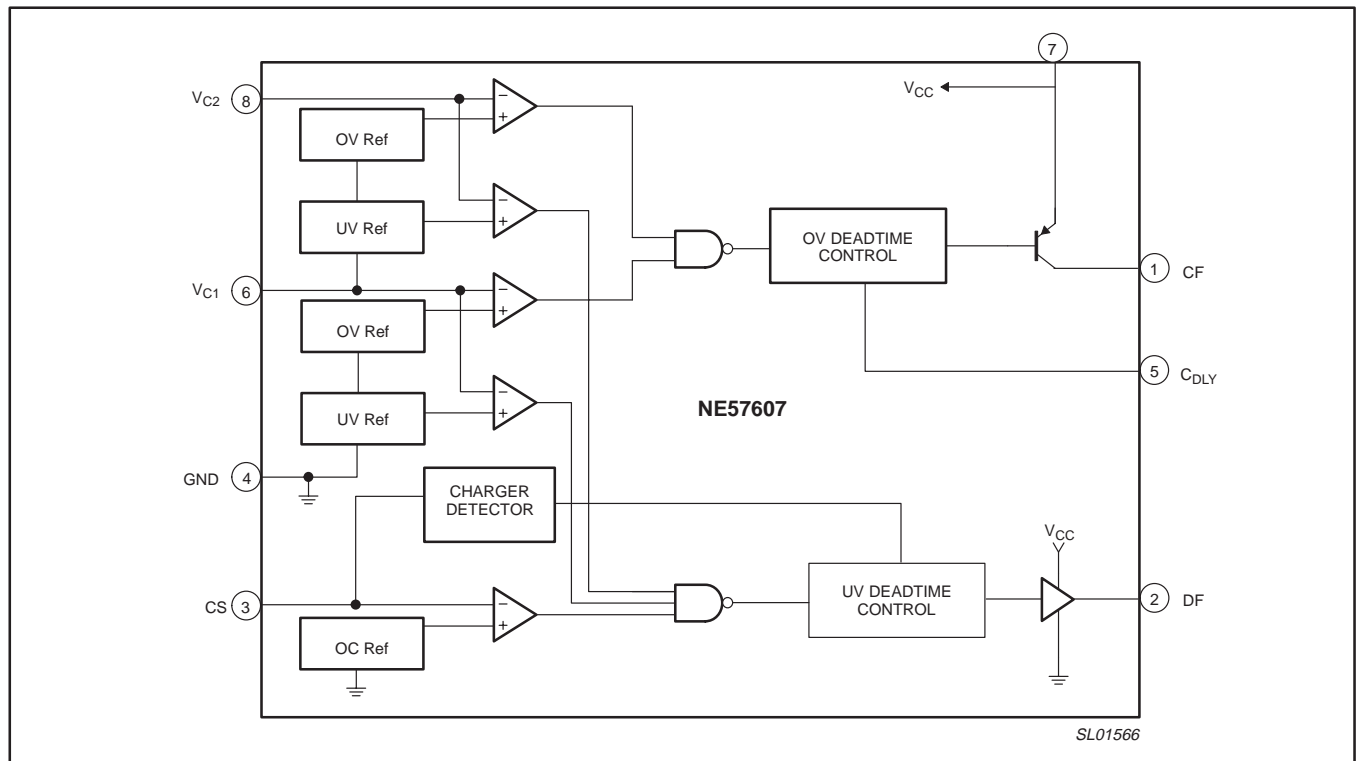 7
VCC
VC2 8
− +
OV Ref
− +
UV Ref
OV DEADTIME
CONTROL
1 CF
VC1 6
− +
OV Ref
5 CDLY
− +
UV Ref
NE57607
GND 4
CHARGER
DETECTOR
VCC
UV DEADTIME
CONTROL
2 DF
CS 3
− +
OC Ref
SL01566